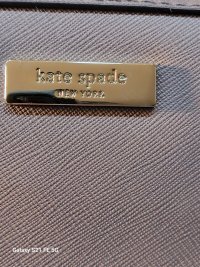 kate spade
NEW YORK
Galaxy S21 FE 5G